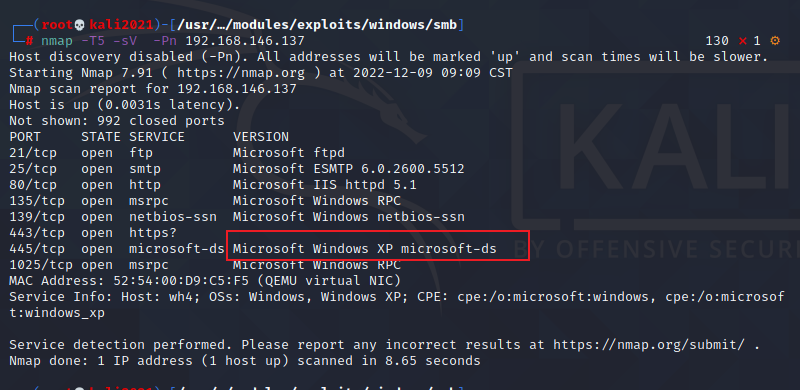 ┌──(root💀kali2021)-[/usr/…/modules/exploits/windows/smb]
└─# nmap -T5 -sV  -Pn 192.168.146.137                         130 ⨯ 1 ⚙
Host discovery disabled (-Pn). All addresses will be marked 'up' and scan times will be slower.
Starting Nmap 7.91 ( https://nmap.org ) at 2022-12-09 09:09 CST
Nmap scan report for 192.168.146.137
Host is up (0.0031s latency).
Not shown: 992 closed ports
PORT     STATE SERVICE      VERSION
21/tcp   open  ftp          Microsoft ftpd
25/tcp   open  smtp         Microsoft ESMTP 6.0.2600.5512
80/tcp   open  http         Microsoft IIS httpd 5.1
135/tcp  open  msrpc        Microsoft Windows RPC
139/tcp  open  netbios-ssn  Microsoft Windows netbios-ssn
443/tcp  open  https?
445/tcp  open  microsoft-ds Microsoft Windows XP microsoft-ds
1025/tcp open  msrpc        Microsoft Windows RPC
MAC Address: 52:54:00:D9:C5:F5 (QEMU virtual NIC)
Service Info: Host: wh4; OSs: Windows, Windows XP; CPE: cpe:/o:microsoft:windows, cpe:/o:microsof
t:windows_xp
Service detection performed. Please report any incorrect results at https://nmap.org/submit/ .
Nmap done: 1 IP address (1 host up) scanned in 8.65 seconds
KALI
BY OFFENSIVE SECUR